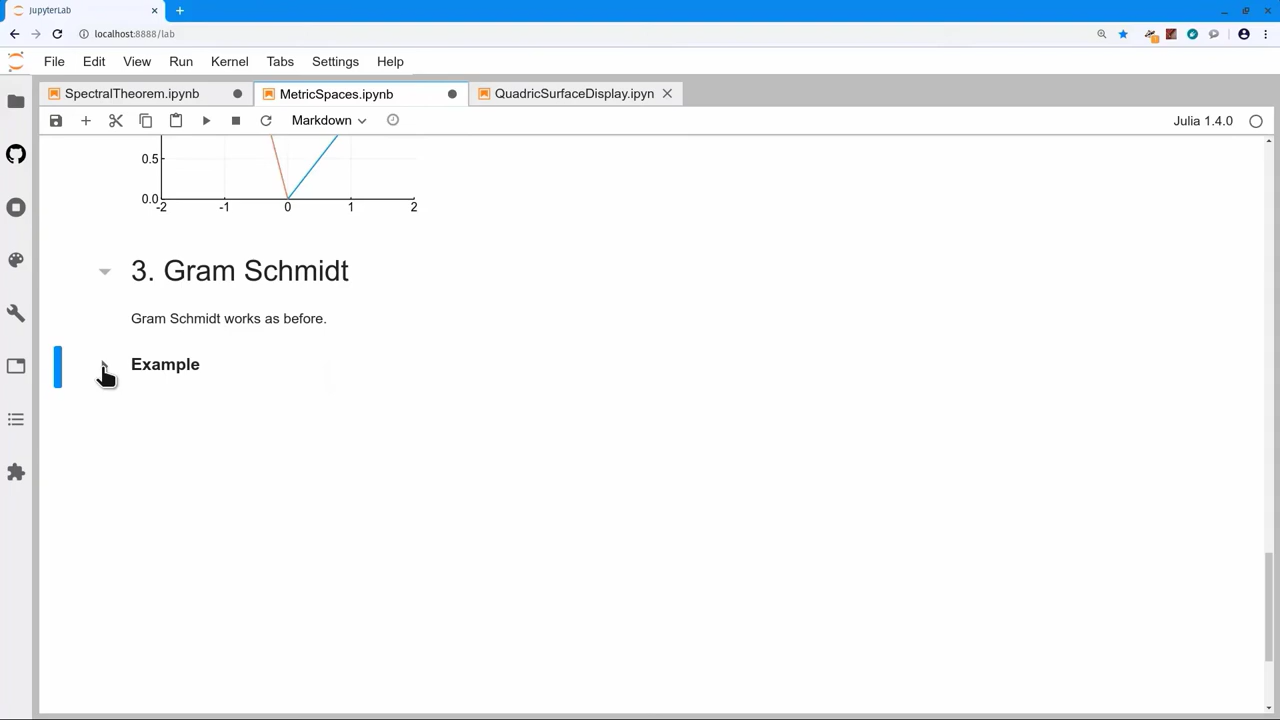 JupyterLab
localhost:8888/lab
File Edit View Run Kernel Tabs Settings Help
SpectralTheorem.ipynb MetricSpaces.ipynb QuadricSurfaceDisplay.ipyn
Markdown Julia 1.4.0
0.5
0.0
-2 -1 0 1 2
3. Gram Schmidt
Gram Schmidt works as before.
Example